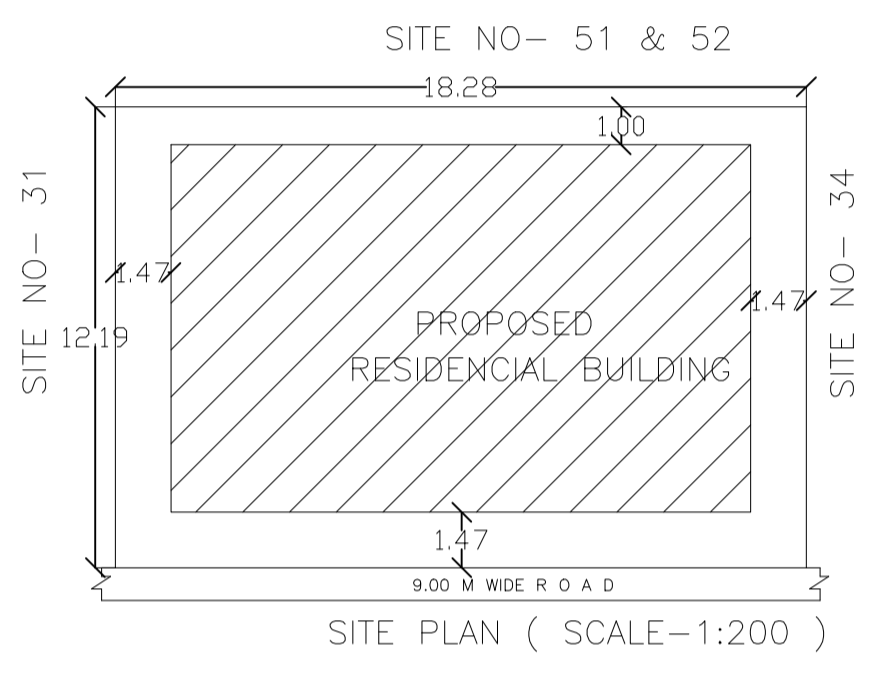 SITE NO- 51 & 52
18.28
1.00
SITE NO- 31
SITE NO- 34
1.47
1.47
12.19
PROPOSED
RESIDENCIAL BUILDING
1.47
9.00 M WIDE R O A D
SITE PLAN ( SCALE-1:200 )